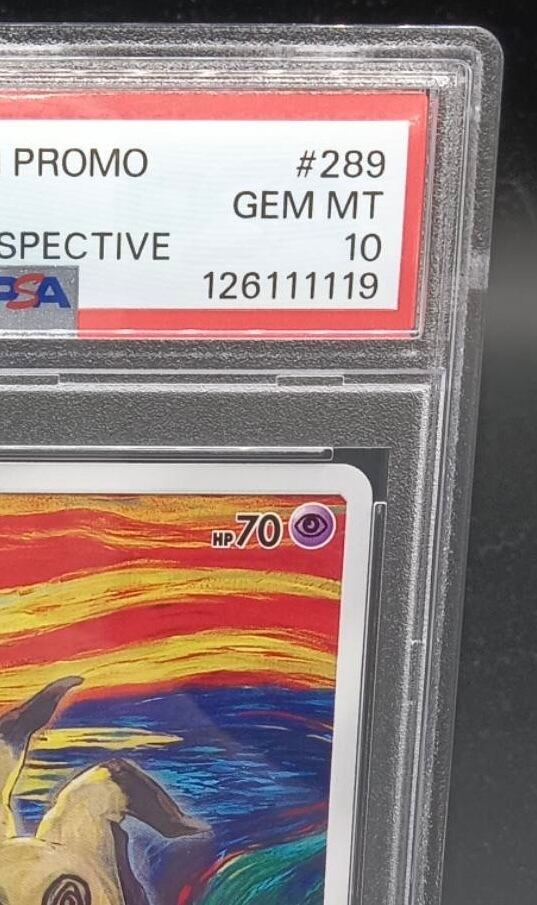 PROMO #289
GEM MT
SPECTIVE 10
PSA 126111119
HP70